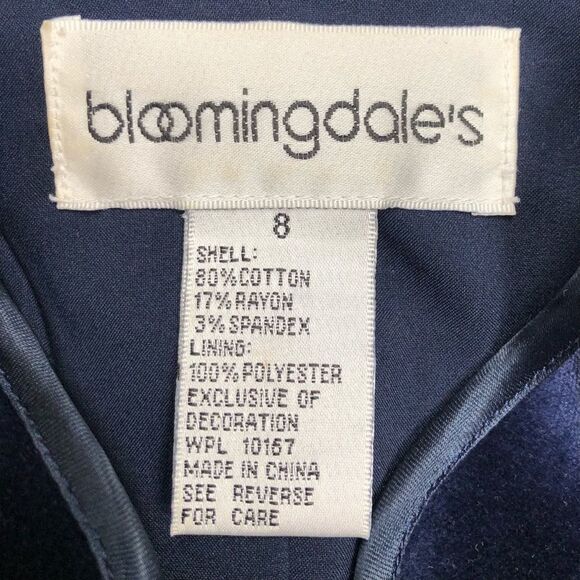 bloomingdale's
8
SHELL:
80% COTTON
17% RAYON
3% SPANDEX
LINING:
100% POLYESTER
EXCLUSIVE OF
DECORATION
WPL 10167
MADE IN CHINA
SEE REVERSE
FOR CARE